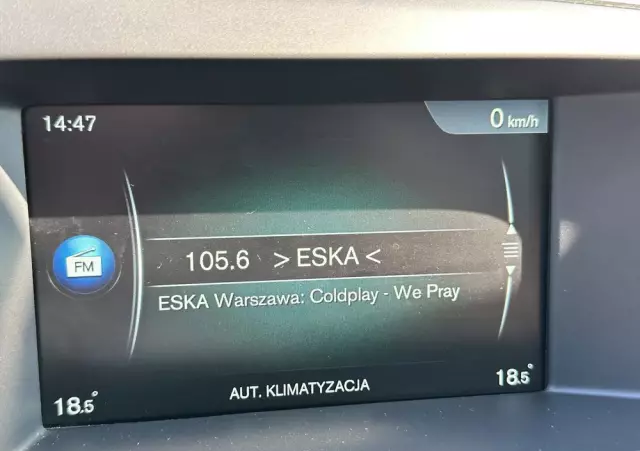 14:47
0 km/h
FM
105.6 > ESKA <
ESKA Warszawa: Coldplay - We Pray
18.5°
AUT. KLIMATYZACJA
18.5°